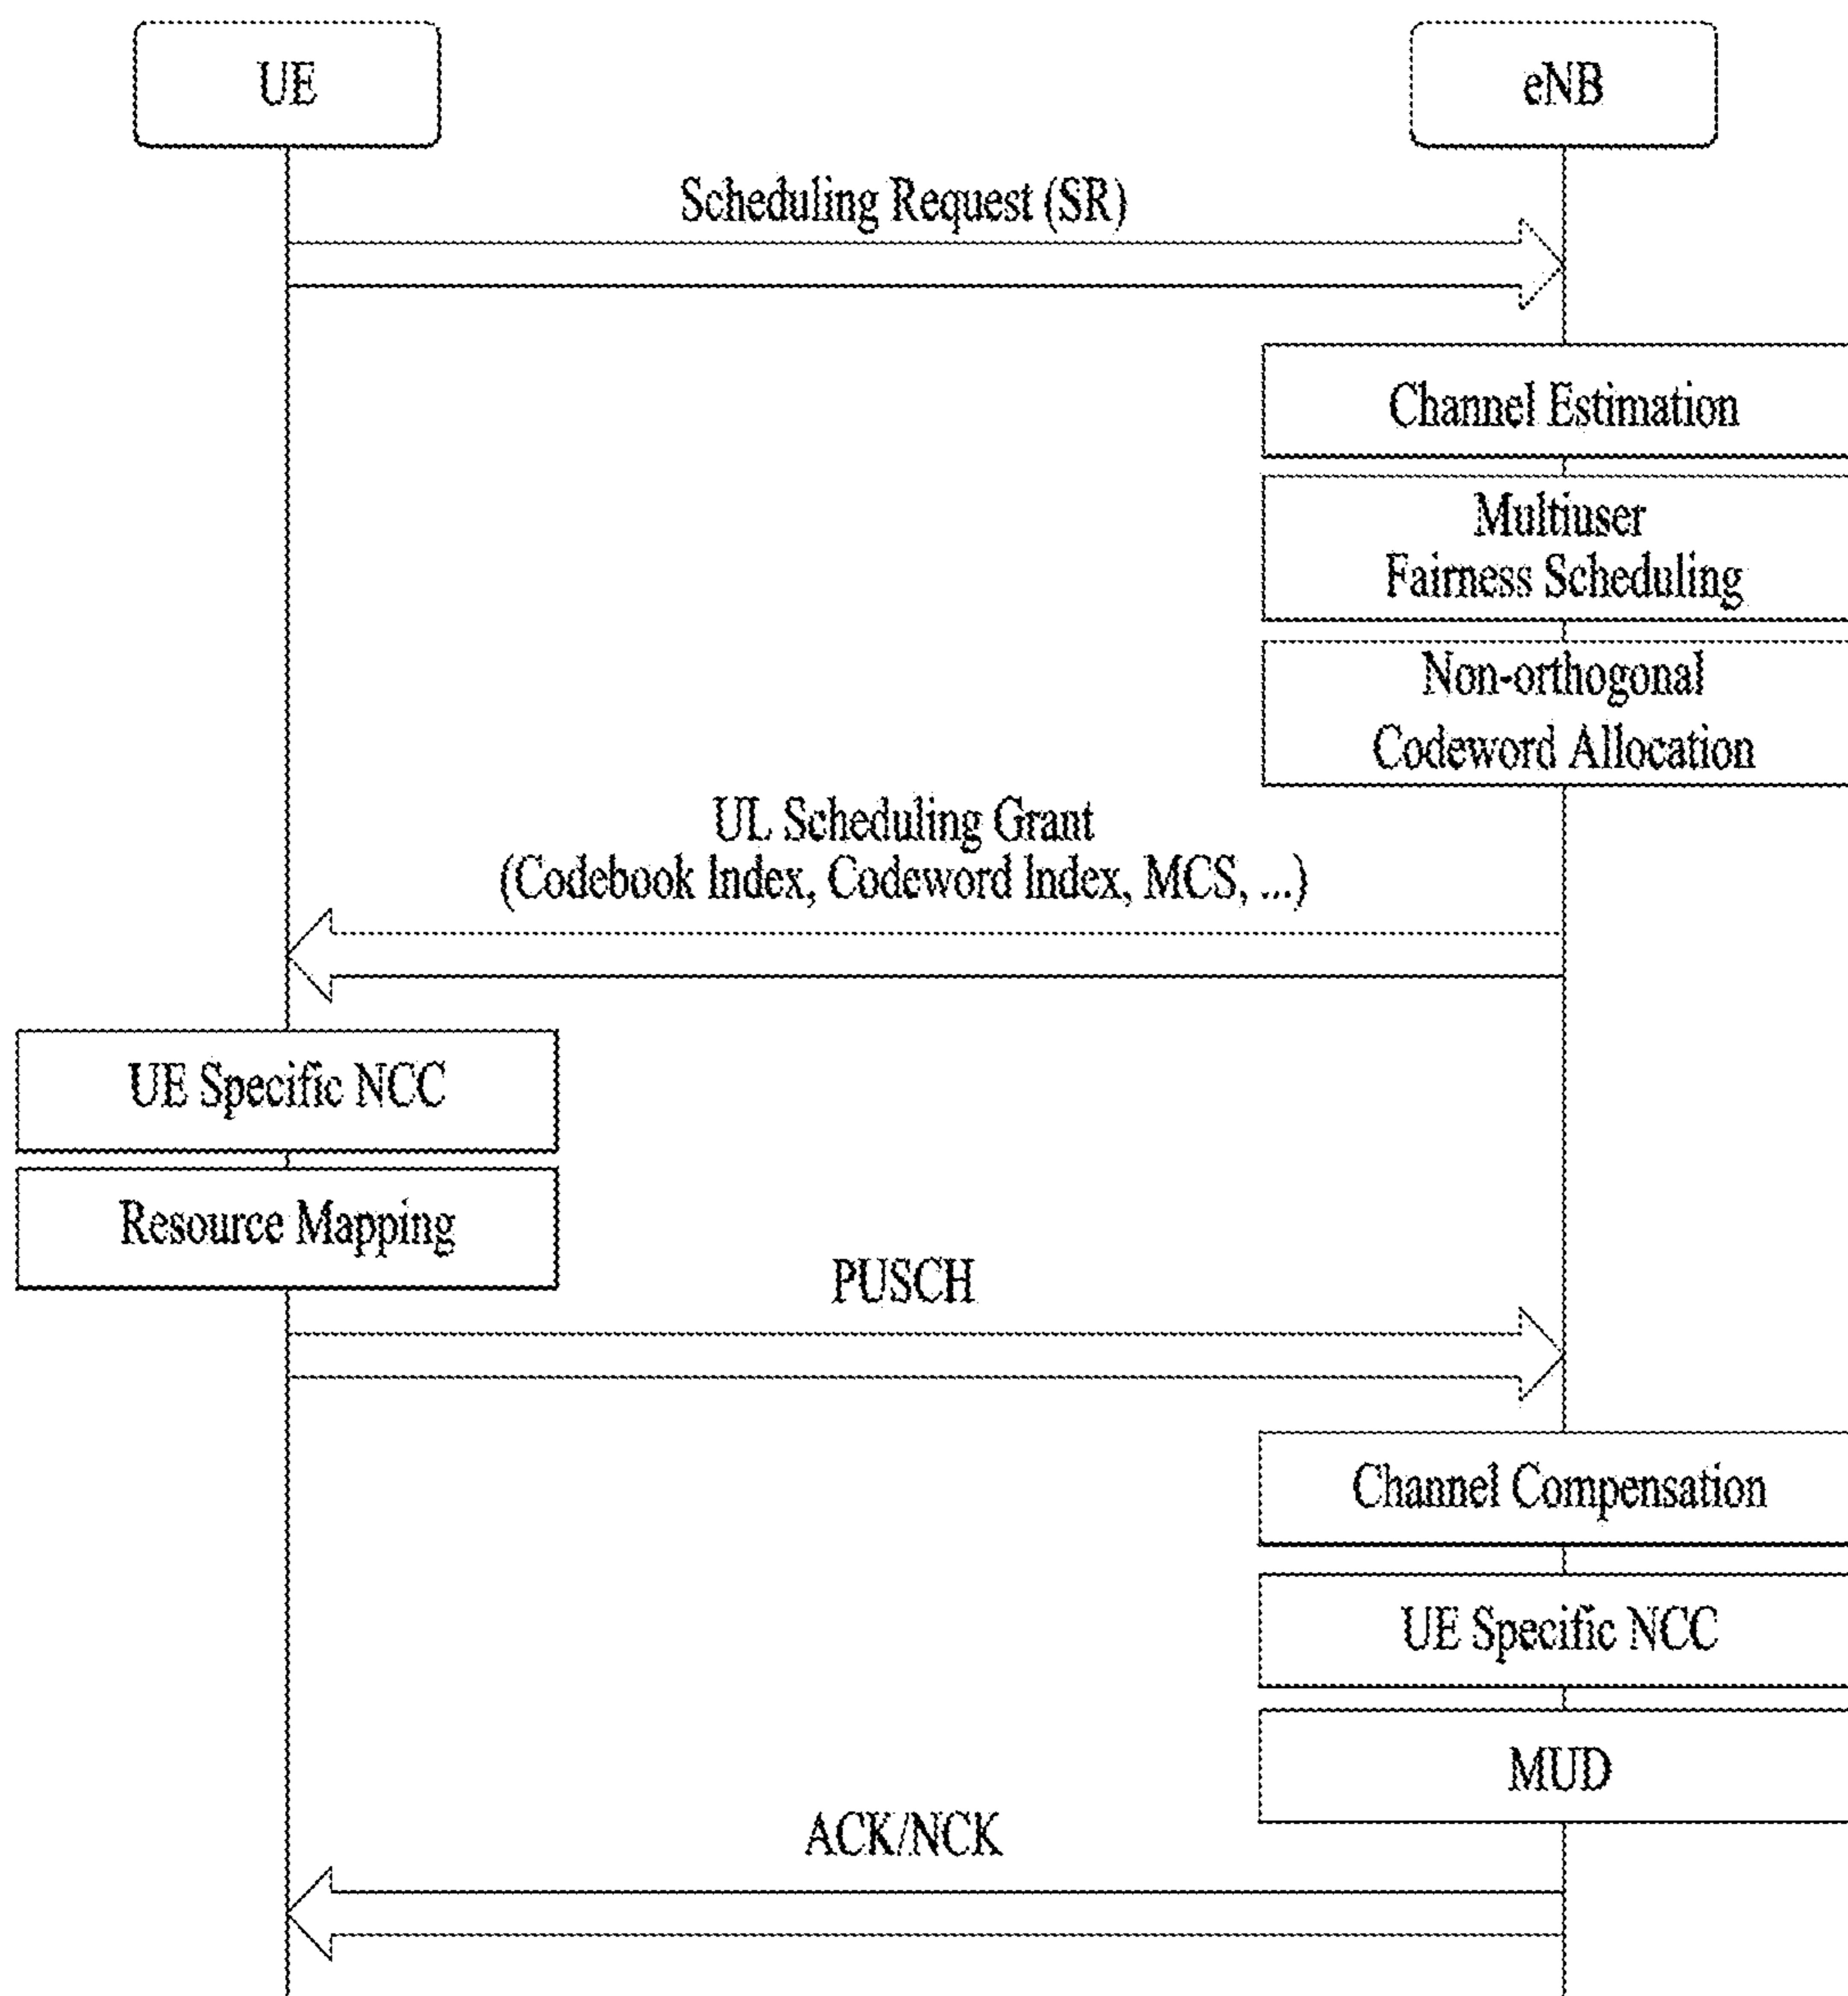 UE
eNB
Scheduling Request (SR)
Channel Estimation
Multiuser
Fairness Scheduling
Non-orthogonal
Codeword Allocation
UL Scheduling Grant
(Codebook Index, Codeword Index, MCS, ...)
UE Specific NCC
Resource Mapping
PUSCH
Channel Compensation
UE Specific NCC
MUD
ACK/NCK